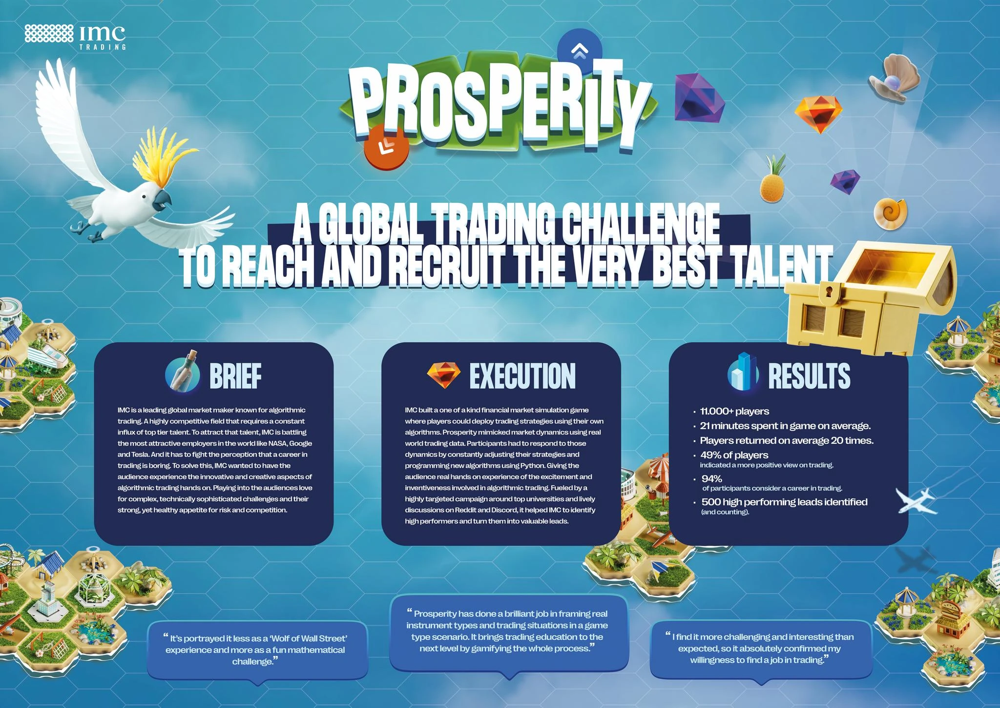 imc
TRADING
PROSPERITY
A GLOBAL TRADING CHALLENGE
TO REACH AND RECRUIT THE VERY BEST TALENT
BRIEF
IMC is a leading global market maker known for algorithmic
trading. A highly competitive field that requires a constant
influx of top tier talent. To attract that talent, IMC is battling
the most attractive employers in the world like NASA, Google
and Tesla. And it has to fight the perception that a career in
trading is boring. To solve this, IMC wanted to have the
audience experience the innovative and creative aspects of
algorithmic trading hands on. Playing into the audiences love
for complex, technically sophisticated challenges and their
strong, yet healthy appetite for risk and competition.
EXECUTION
IMC built a one of a kind financial market simulation game
where players could deploy trading strategies using their own
algorithms. Prosperity mimicked market dynamics using real
world trading data. Participants had to respond to those
dynamics by constantly adjusting their strategies and
programming new algorithms using Python. Giving the
audience real hands on experience of the excitement and
inventiveness involved in algorithmic trading. Fueled by a
highly targeted campaign around top universities and lively
discussions on Reddit and Discord, it helped IMC to identify
high performers and turn them into valuable leads.
RESULTS
· 11.000+ players
· 21 minutes spent in game on average.
· Players returned on average 20 times.
· 49% of players
indicated a more positive view on trading.
· 94%
of participants consider a career in trading.
· 500 high performing leads identified
(and counting).
“ It’s portrayed it less as a ‘Wolf of Wall Street’
experience and more as a fun mathematical
challenge.”
“ Prosperity has done a brilliant job in framing real
instrument types and trading situations in a game
type scenario. It brings trading education to the
next level by gamifying the whole process.”
“ I find it more challenging and interesting than
expected, so it absolutely confirmed my
willingness to find a job in trading.”